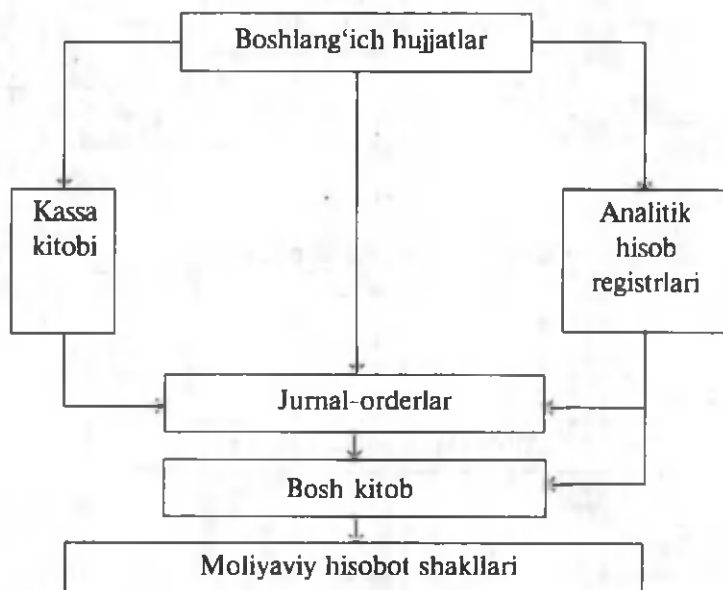 Boshlang‘ich hujjatlar
Kassa
kitobi
Analitik
hisob
registrlari
Jurnal-orderlar
Bosh kitob
Moliyaviy hisobot shakllari